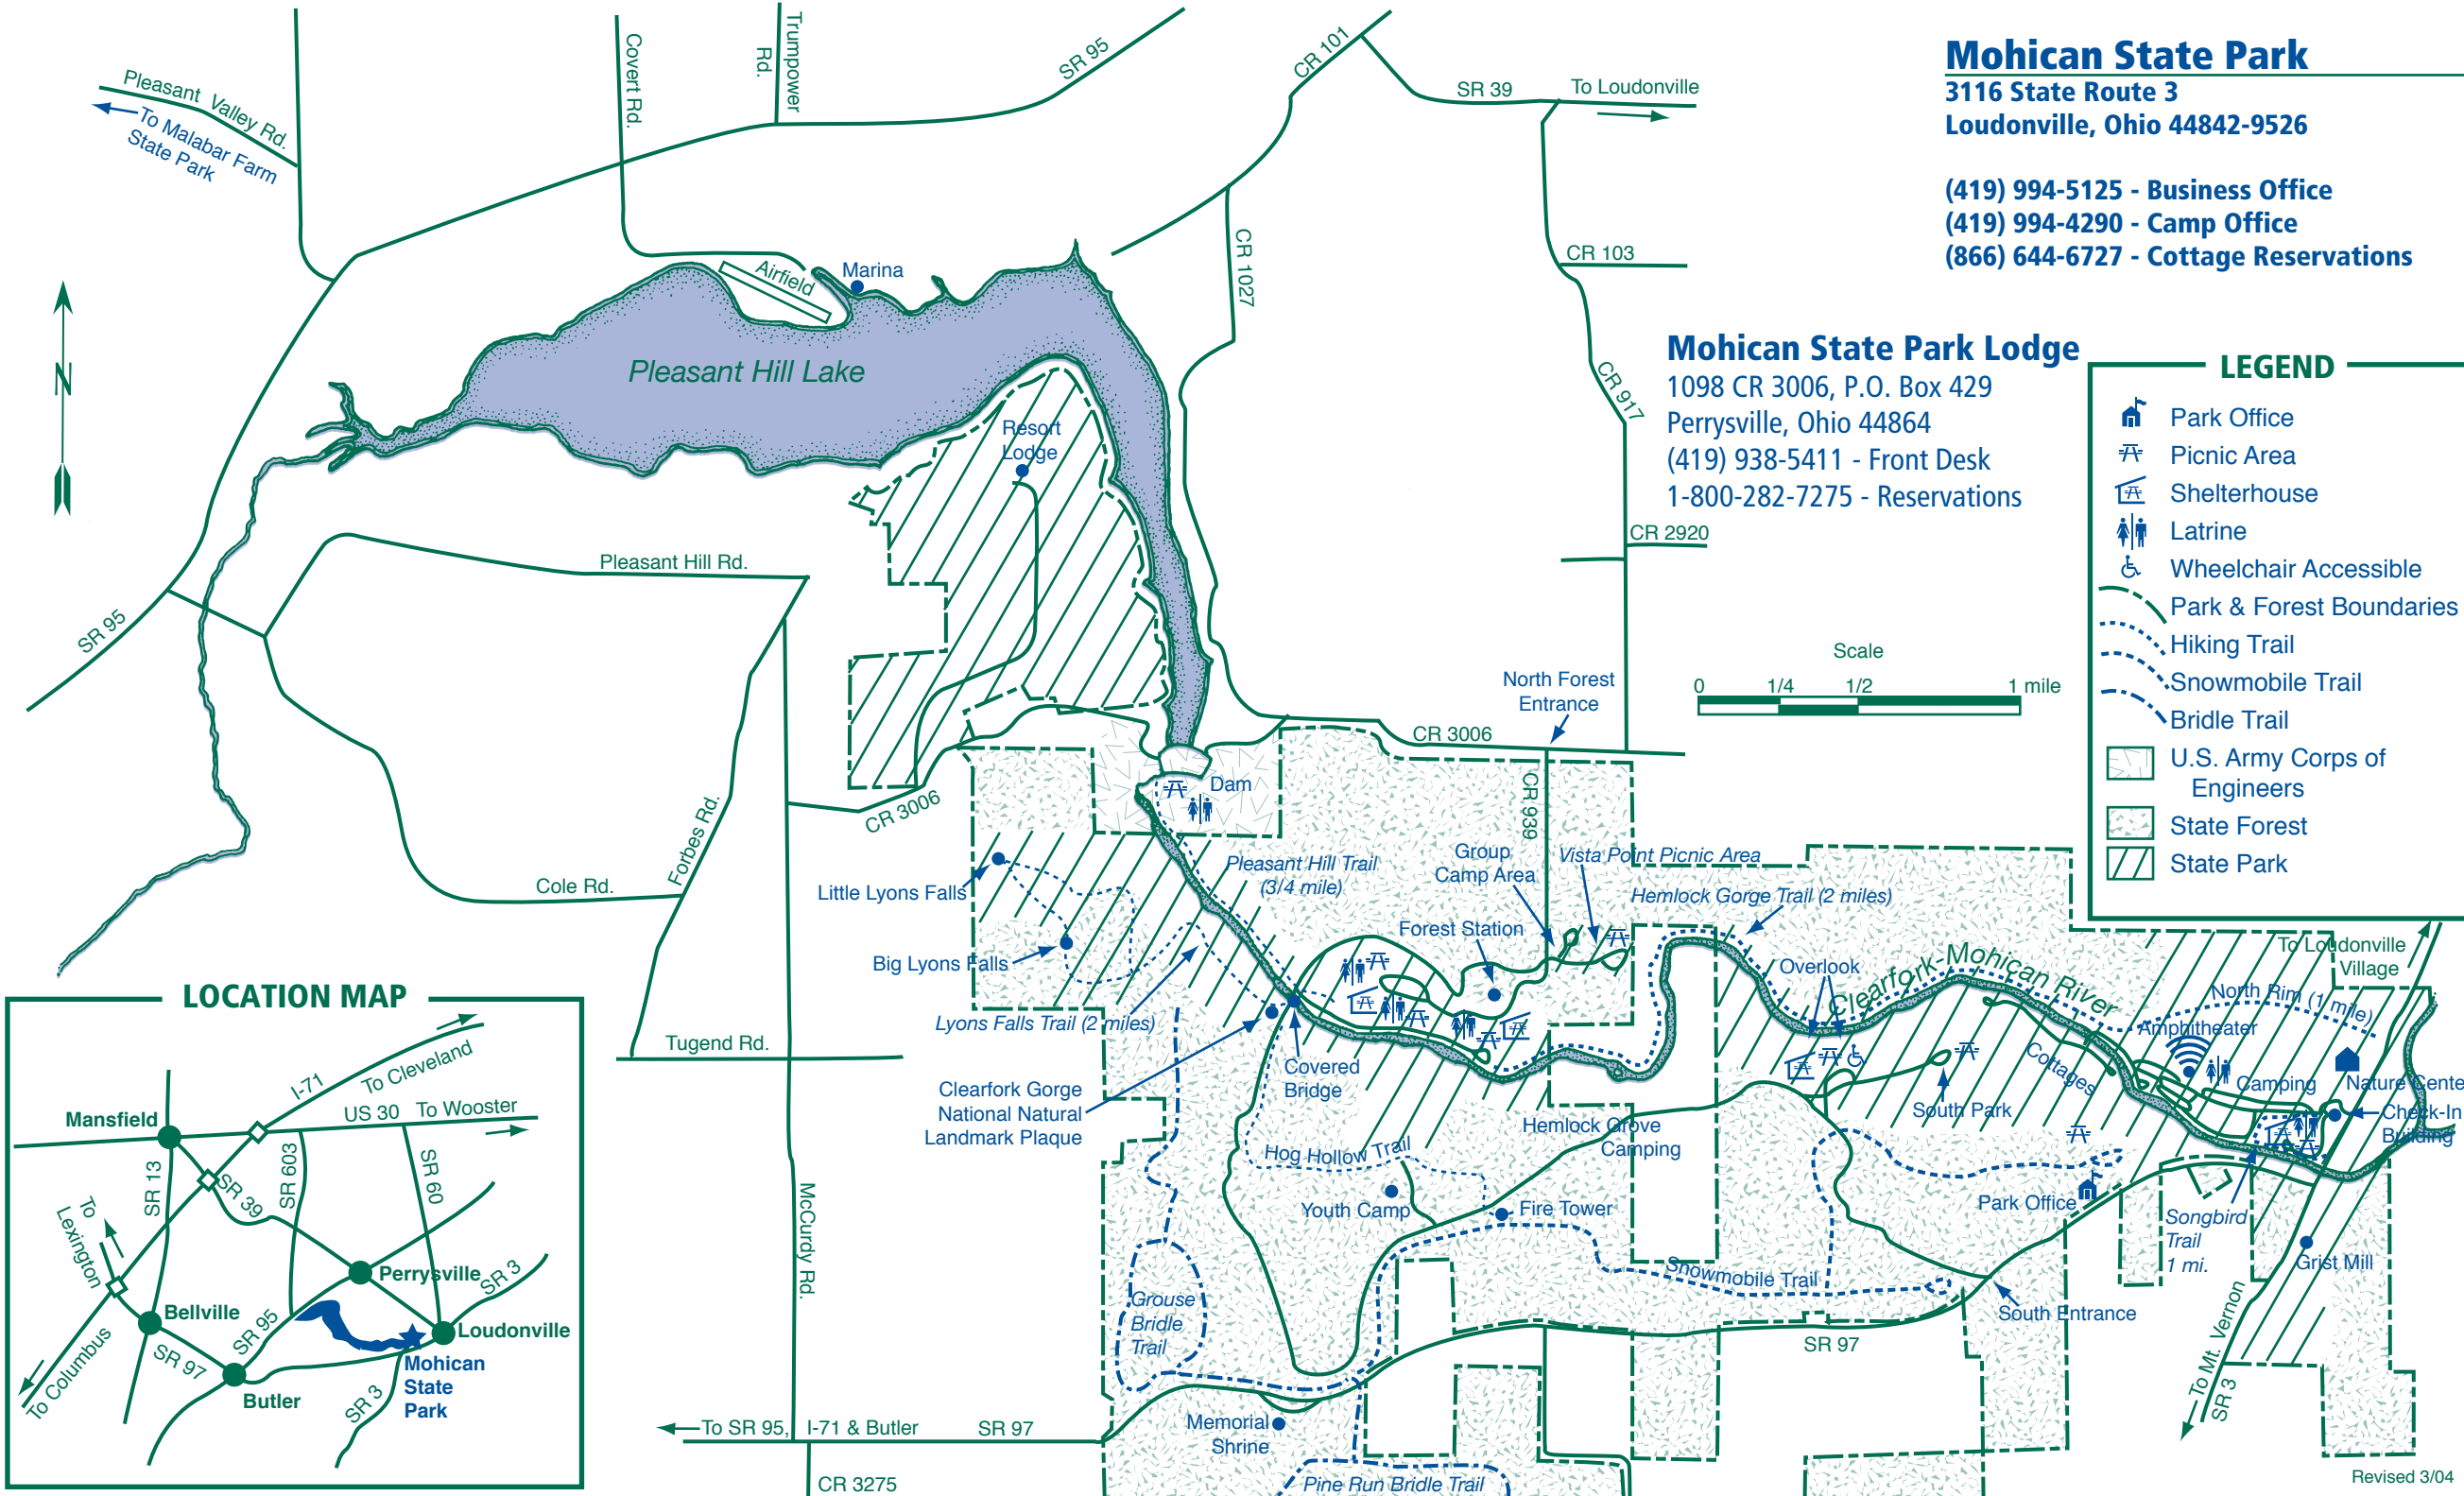 Mohican State Park
3116 State Route 3
Loudonville, Ohio 44842-9526
(419) 994-5125 - Business Office
(419) 994-4290 - Camp Office
(866) 644-6727 - Cottage Reservations
Mohican State Park Lodge
1098 CR 3006, P.O. Box 429
Perrysville, Ohio 44864
(419) 938-5411 - Front Desk
1-800-282-7275 - Reservations
LEGEND
Park Office
Picnic Area
Shelterhouse
Latrine
Wheelchair Accessible
Park & Forest Boundaries
Hiking Trail
Snowmobile Trail
Bridle Trail
U.S. Army Corps of
Engineers
State Forest
State Park
Scale
0 1/4 1/2 1 mile
Pleasant Valley Rd.
To Malabar Farm
State Park
Covert Rd.
Trumpower
Rd.
SR 95
CR 101
SR 39
To Loudonville
CR 103
CR 1027
CR 917
CR 2920
N
Airfield
Marina
Pleasant Hill Lake
Resort
Lodge
Pleasant Hill Rd.
SR 95
Cole Rd.
Forbes Rd.
Tugend Rd.
McCurdy Rd.
CR 3006
North Forest
Entrance
CR 3006
CR 939
Dam
Pleasant Hill Trail
(3/4 mile)
Group
Camp Area
Vista Point Picnic Area
Hemlock Gorge Trail (2 miles)
Forest Station
Little Lyons Falls
Big Lyons Falls
Lyons Falls Trail (2 miles)
Clearfork Gorge
National Natural
Landmark Plaque
Covered
Bridge
Overlook
Clearfork-Mohican River
To Loudonville
Village
North Rim (1 mile)
Amphitheater
Cottages
Camping
Nature Cente
Check-In
Building
South Park
Hemlock Grove
Camping
Hog Hollow Trail
Youth Camp
Fire Tower
Park Office
Songbird
Trail
1 mi.
Grist Mill
Snowmobile Trail
South Entrance
Grouse
Bridle
Trail
SR 97
To Mt. Vernon
SR 3
Memorial
Shrine
To SR 95, I-71 & Butler
SR 97
CR 3275
Pine Run Bridle Trail
Revised 3/04
LOCATION MAP
I-71
To Cleveland
Mansfield
US 30
To Wooster
SR 13
SR 39
SR 603
SR 60
To
Lexington
Perrysville
SR 3
Bellville
SR 95
Loudonville
To Columbus
SR 97
Mohican
State
Park
Butler
SR 3